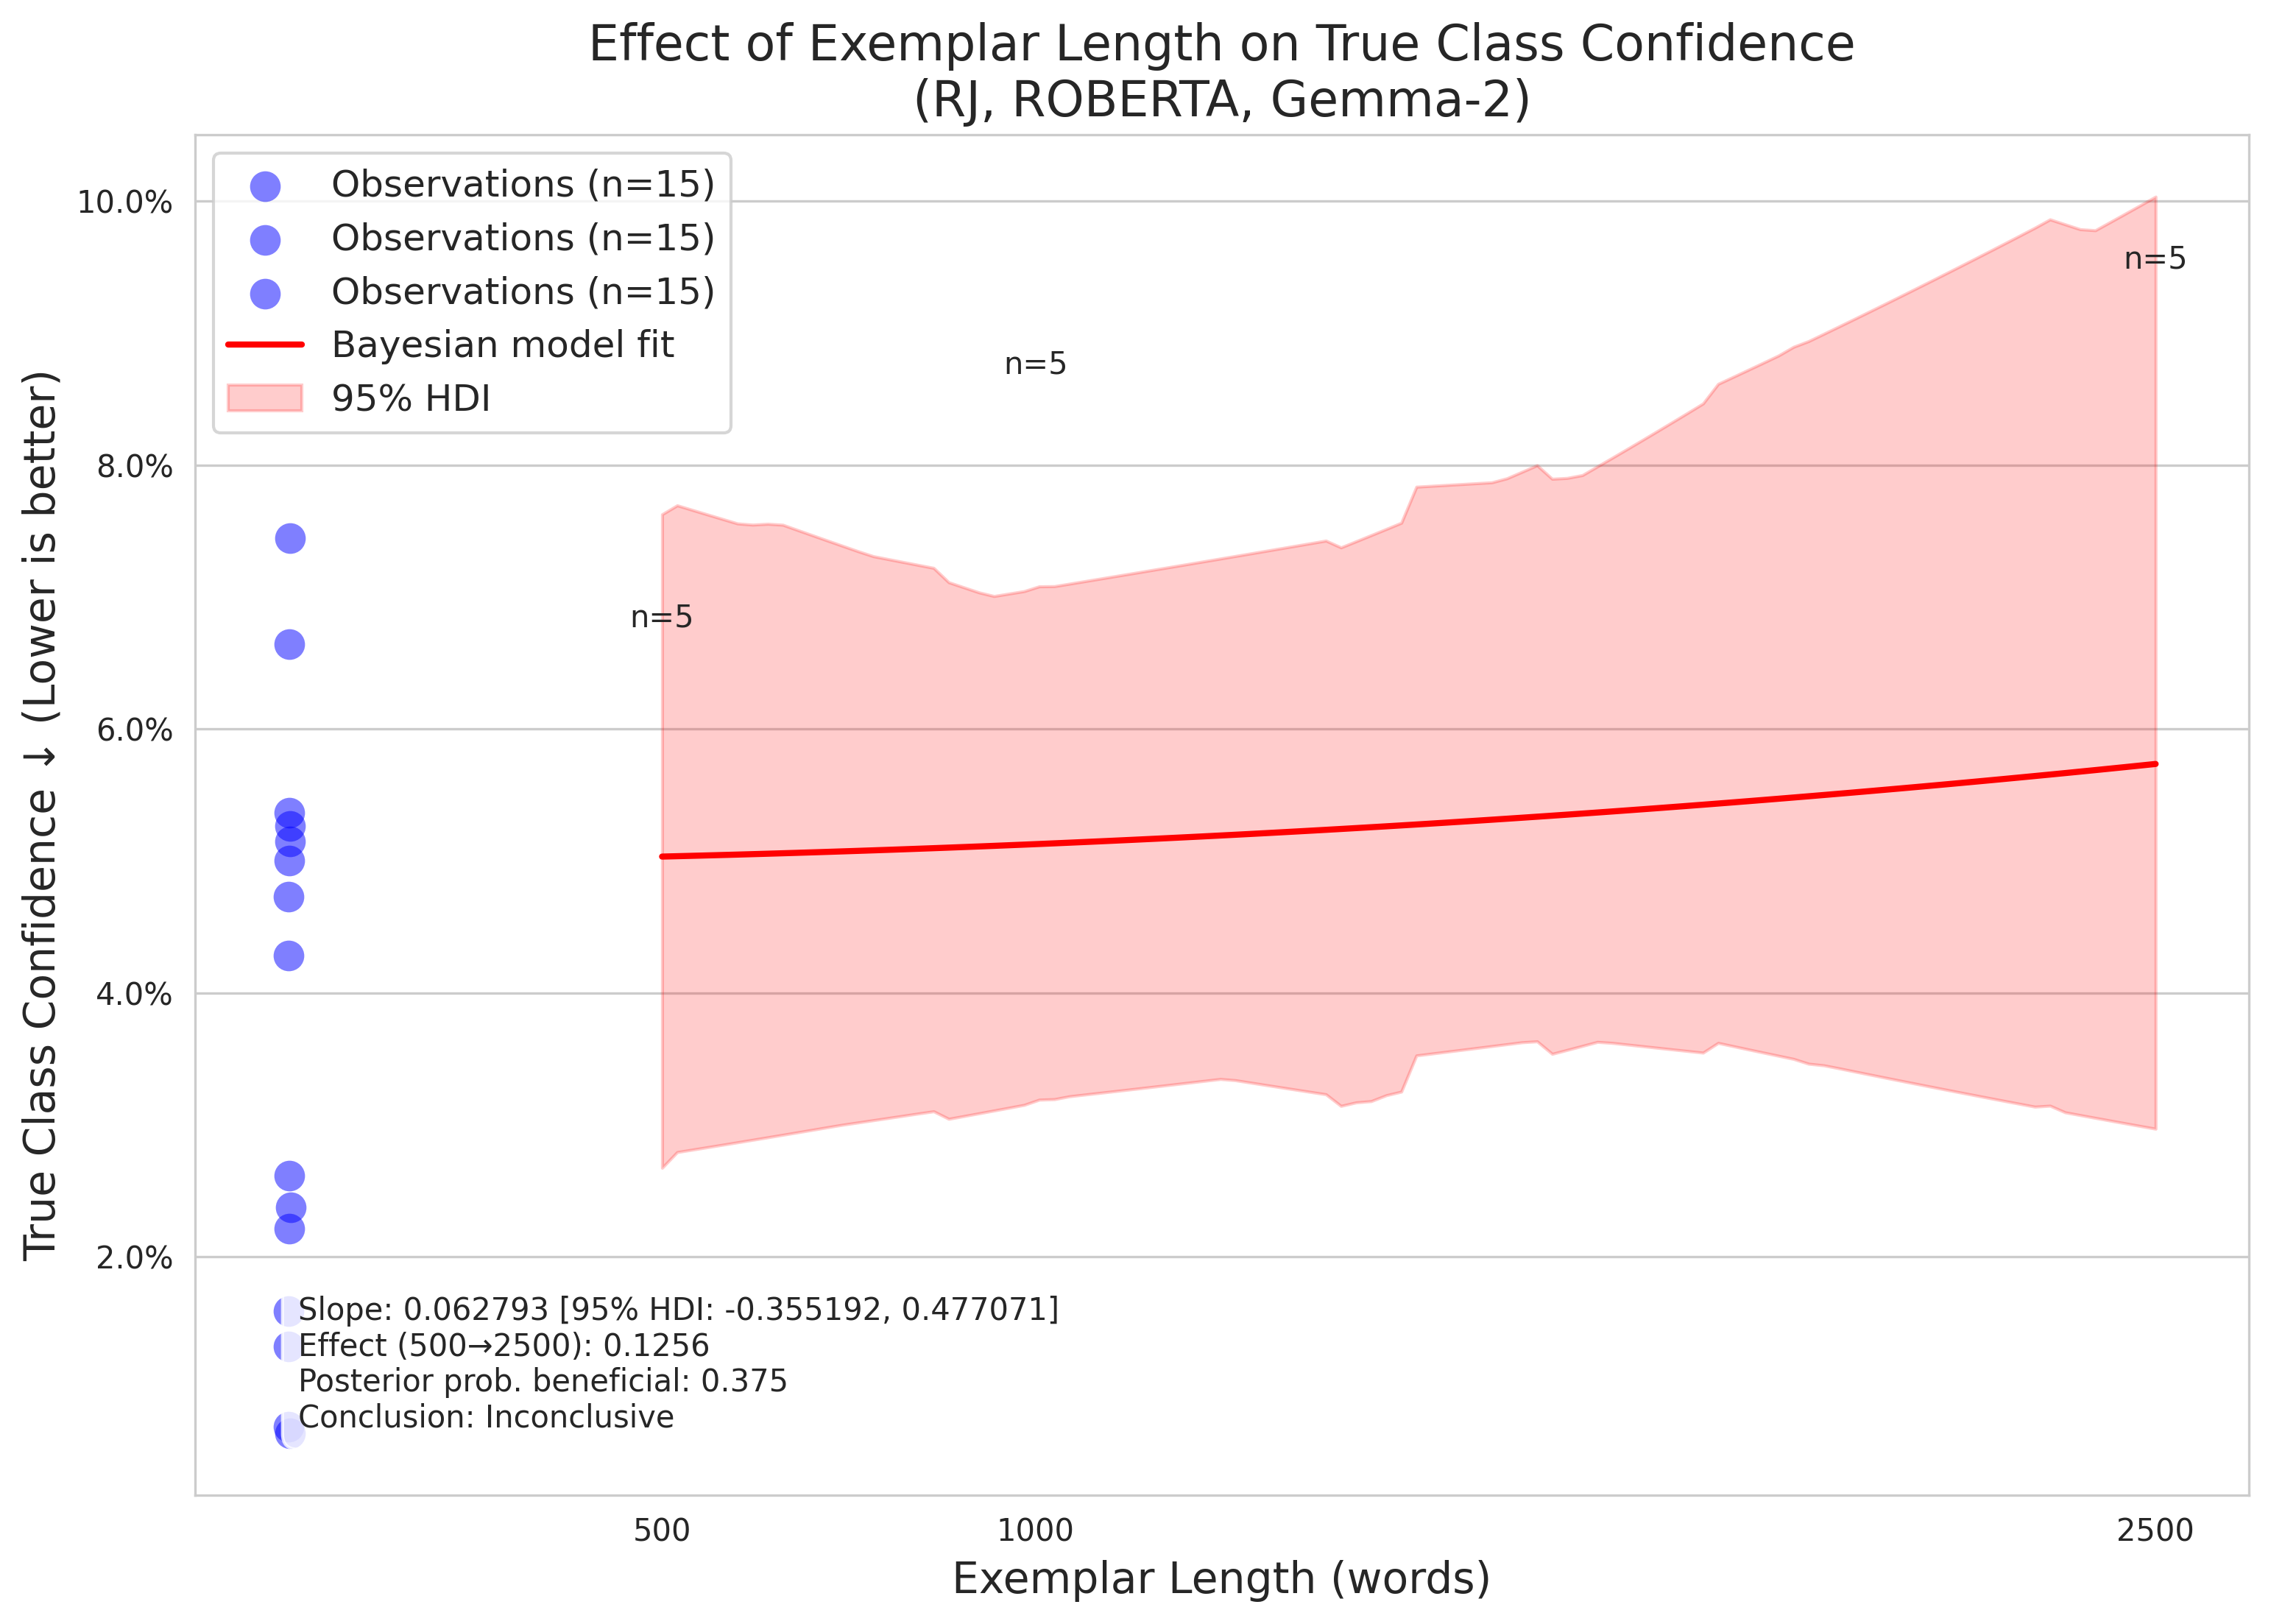 Effect of Exemplar Length on True Class Confidence
(RJ, ROBERTA, Gemma-2)
Observations (n=15)
Observations (n=15)
Observations (n=15)
Bayesian model fit
95% HDI
True Class Confidence ↓ (Lower is better)
10.0%
8.0%
6.0%
4.0%
2.0%
n=5
n=5
n=5
Slope: 0.062793 [95% HDI: -0.355192, 0.477071]
Effect (500→2500): 0.1256
Posterior prob. beneficial: 0.375
Conclusion: Inconclusive
500
1000
2500
Exemplar Length (words)